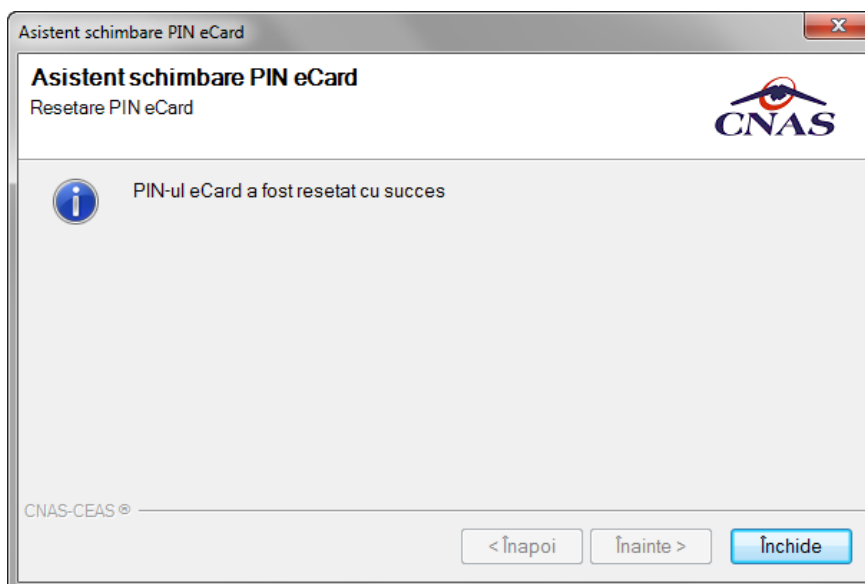 Asistent schimbare PIN eCard
Asistent schimbare PIN eCard
Resetare PIN eCard
CNAS
PIN-ul eCard a fost resetat cu succes
CNAS-CEAS ®
< Înapoi
Înainte >
Închide